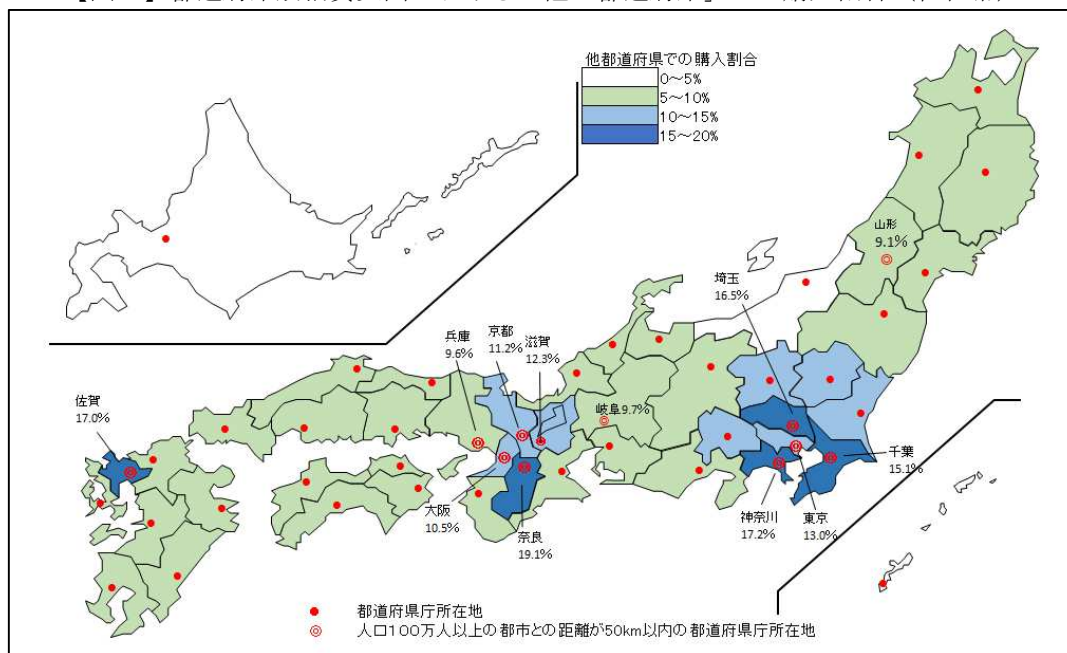 他都道府県での購入割合
0～5%
5～10%
10～15%
15～20%
山形
9.1%
埼玉
16.5%
兵庫
9.6%
京都
11.2%
滋賀
12.3%
佐賀
17.0%
岐阜9.7%
千葉
15.1%
大阪
10.5%
奈良
19.1%
神奈川
17.2%
東京
13.0%
都道府県庁所在地
人口100万人以上の都市との距離が50km以内の都道府県庁所在地